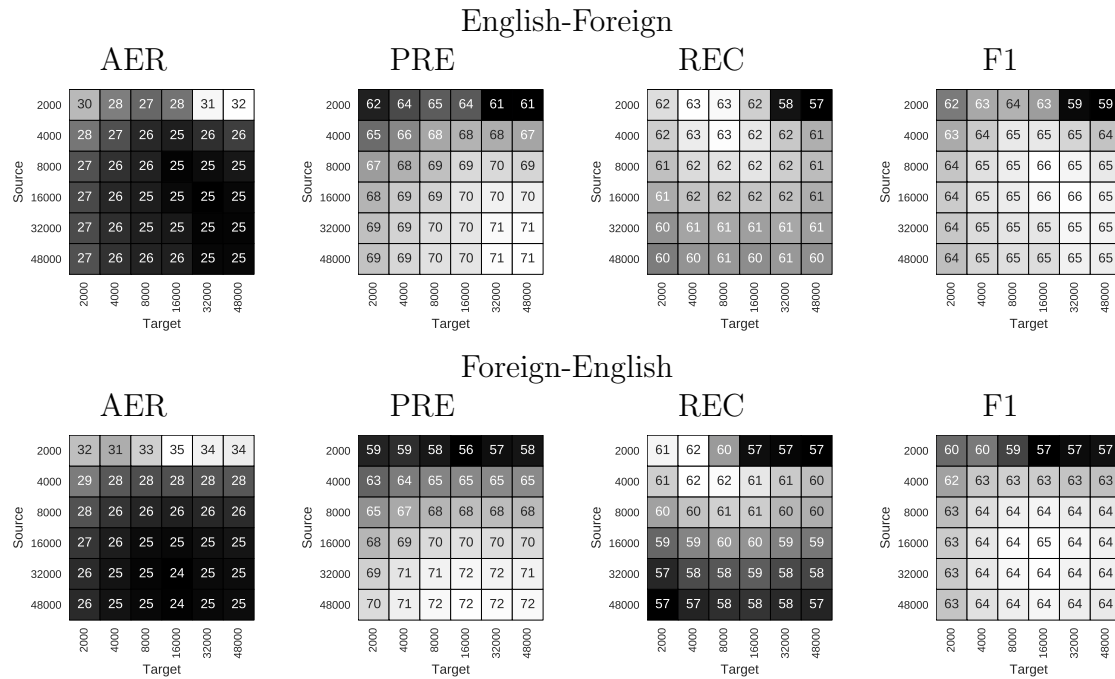 English-Foreign
AER PRE REC F1
2000 30 28 27 28 31 32 2000 62 64 65 64 61 61 2000 62 63 63 62 58 57 2000 62 63 64 63 59 59
4000 28 27 26 25 26 26 4000 65 66 68 68 68 67 4000 62 63 63 62 62 61 4000 63 64 65 65 65 64
8000 27 26 26 25 25 25 8000 67 68 69 69 70 69 8000 61 62 62 62 62 61 8000 64 65 65 66 65 65
16000 27 26 25 25 25 25 16000 68 69 69 70 70 70 16000 61 62 62 62 62 61 16000 64 65 65 66 66 65
32000 27 26 25 25 25 25 32000 69 69 70 70 71 71 32000 60 61 61 61 61 61 32000 64 65 65 65 65 65
48000 27 26 26 26 25 25 48000 69 69 70 70 71 71 48000 60 60 61 60 61 60 48000 64 65 65 65 65 65
Source Source Source Source
2000 4000 8000 16000 32000 48000 2000 4000 8000 16000 32000 48000 2000 4000 8000 16000 32000 48000 2000 4000 8000 16000 32000 48000
Target Target Target Target
Foreign-English
AER PRE REC F1
2000 32 31 33 35 34 34 2000 59 59 58 56 57 58 2000 61 62 60 57 57 57 2000 60 60 59 57 57 57
4000 29 28 28 28 28 28 4000 63 64 65 65 65 65 4000 61 62 62 61 61 60 4000 62 63 63 63 63 63
8000 28 26 26 26 26 26 8000 65 67 68 68 68 68 8000 60 60 61 61 60 60 8000 63 64 64 64 64 64
16000 27 26 25 25 25 25 16000 68 69 70 70 70 70 16000 59 59 60 60 59 59 16000 63 64 64 65 64 64
32000 26 25 25 24 25 25 32000 69 71 71 72 72 71 32000 57 58 58 59 58 58 32000 63 64 64 64 64 64
48000 26 25 25 24 25 25 48000 70 71 72 72 72 72 48000 57 57 58 58 58 57 48000 63 64 64 64 64 64
Source Source Source Source
2000 4000 8000 16000 32000 48000 2000 4000 8000 16000 32000 48000 2000 4000 8000 16000 32000 48000 2000 4000 8000 16000 32000 48000
Target Target Target Target